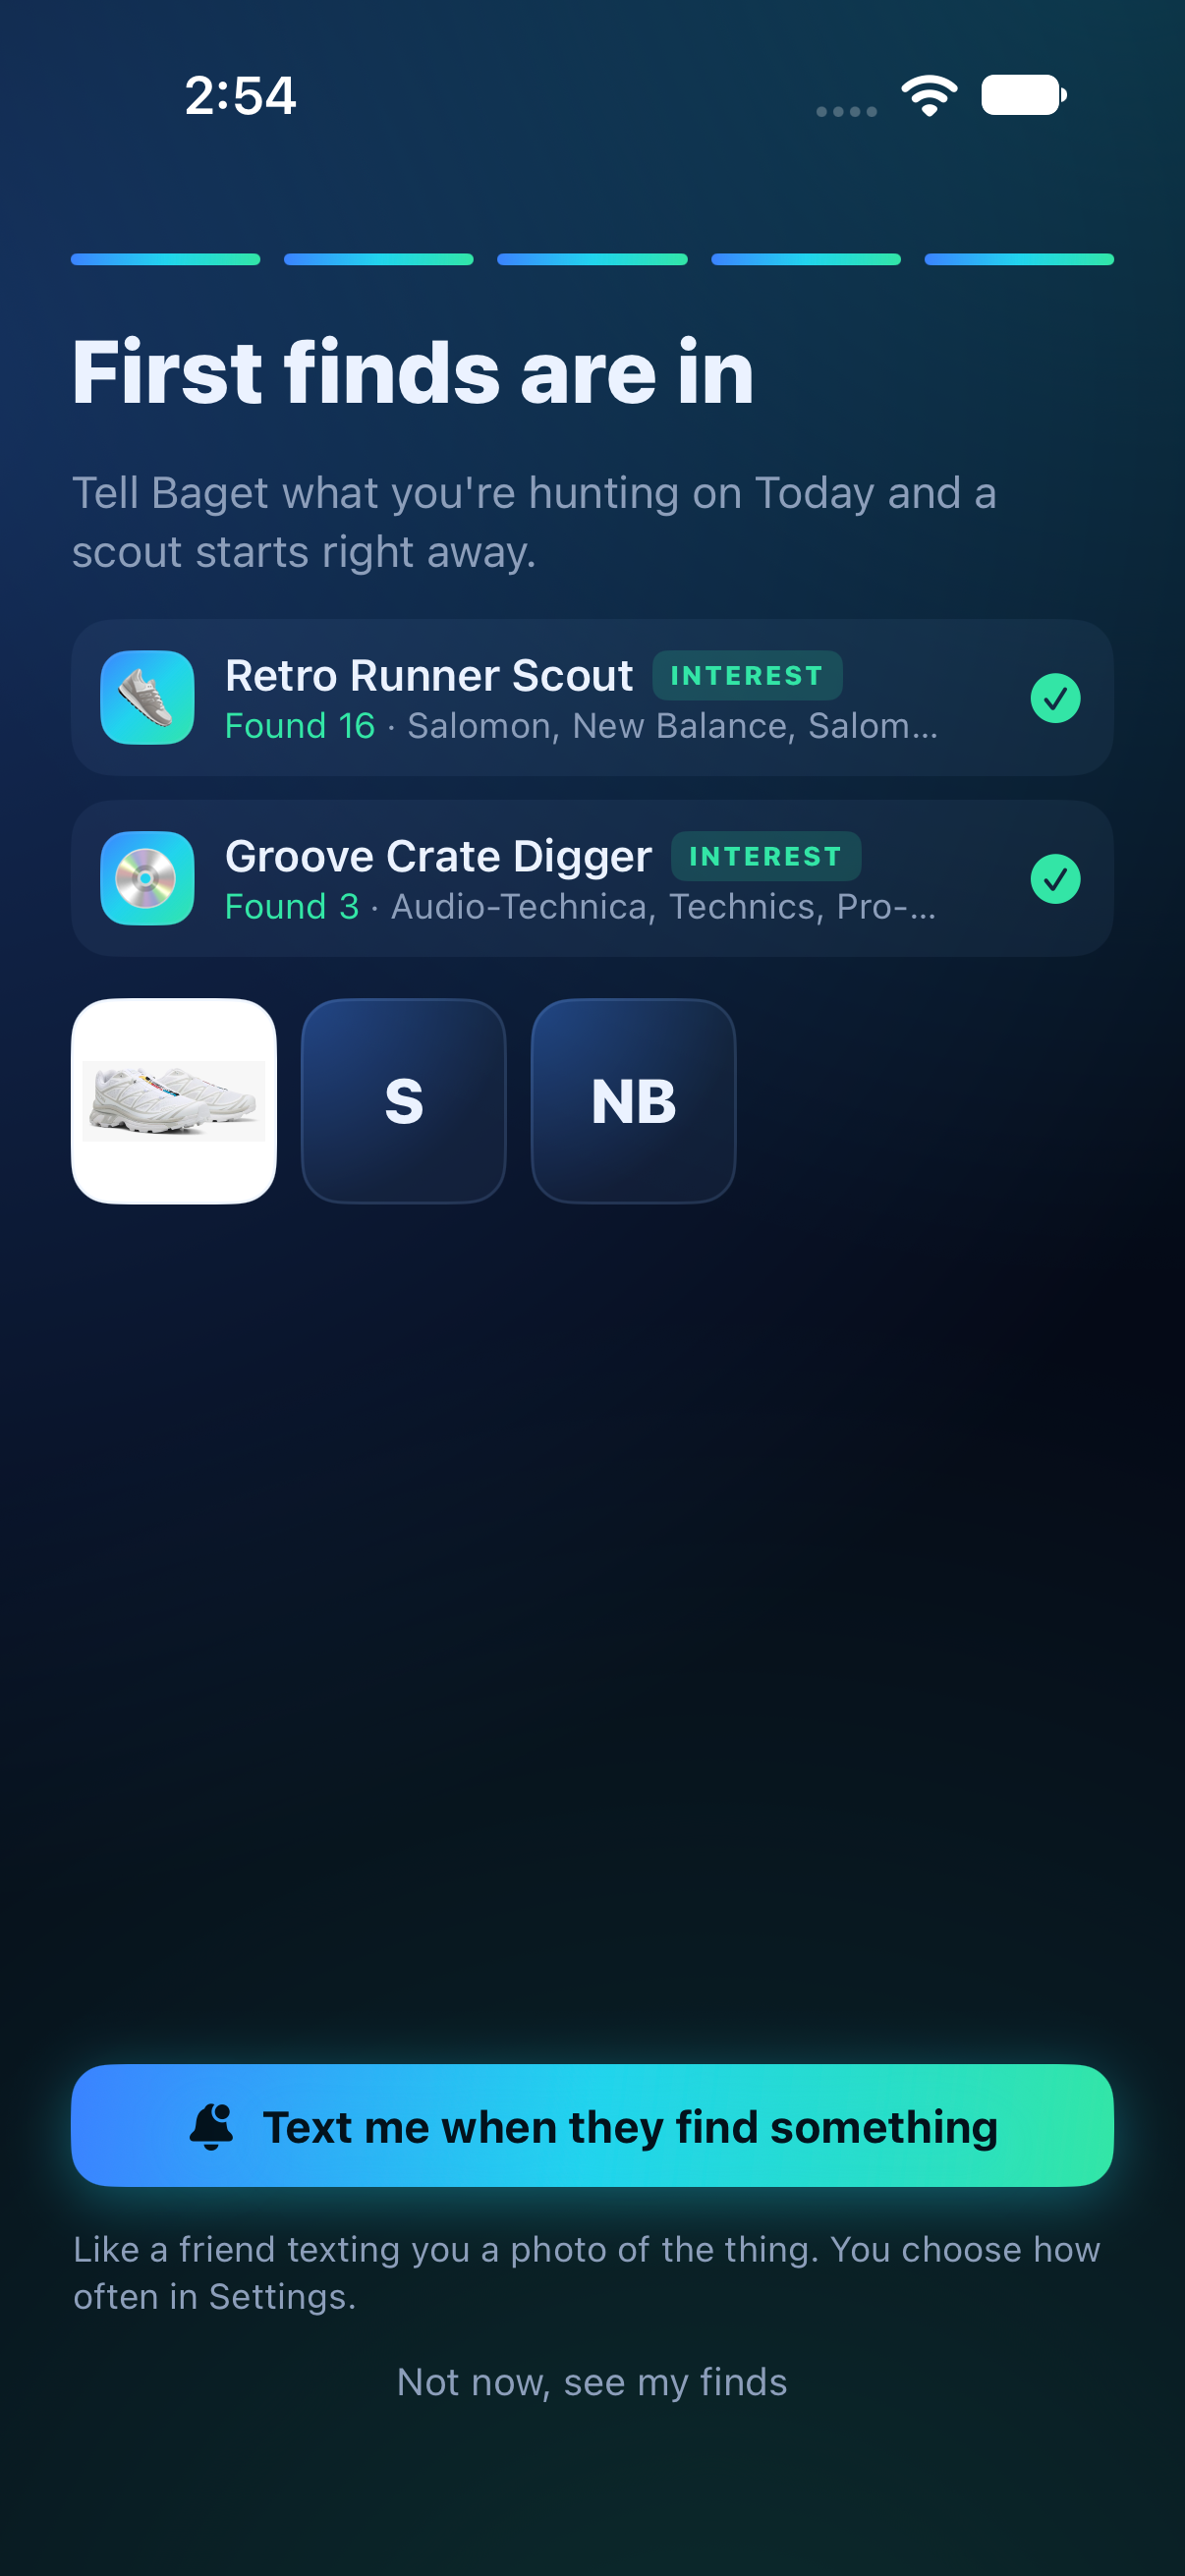 2:54
First finds are in
Tell Baget what you're hunting on Today and a
scout starts right away.
Retro Runner Scout INTEREST
Found 16 · Salomon, New Balance, Salom...
Groove Crate Digger INTEREST
Found 3 · Audio-Technica, Technics, Pro-...
S NB
Text me when they find something
Like a friend texting you a photo of the thing. You choose how
often in Settings.
Not now, see my finds